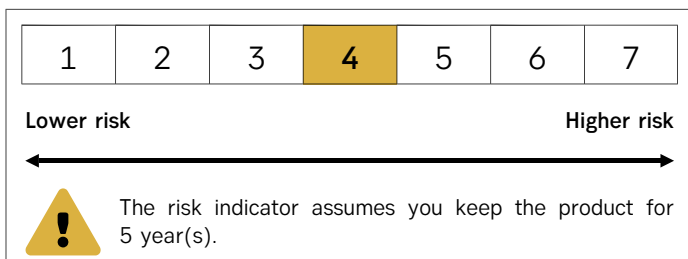 1 2 3 4 5 6 7
Lower risk Higher risk
The risk indicator assumes you keep the product for
5 year(s).